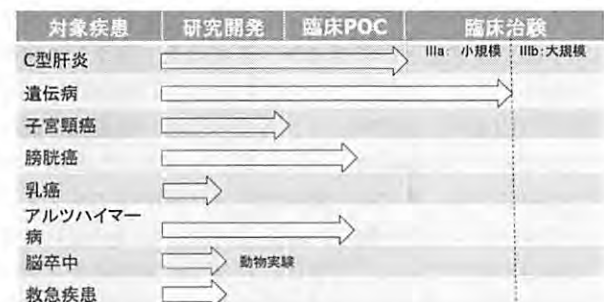 対象疾患 研究開発 臨床POC 臨床治験
C型肝炎 IIIa: 小規模 IIIb:大規模
遺伝病
子宮頸癌
膀胱癌
乳癌
アルツハイマー
病
脳卒中 動物実験
救急疾患